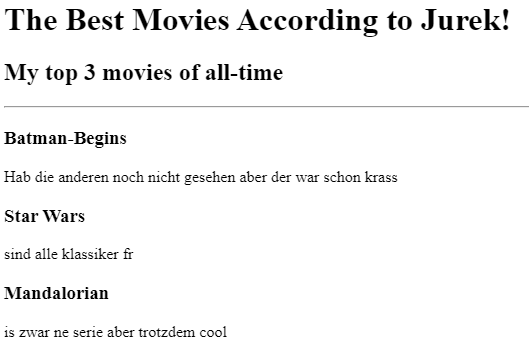 The Best Movies According to Jurek!
My top 3 movies of all-time
Batman-Begins
Hab die anderen noch nicht gesehen aber der war schon krass
Star Wars
sind alle klassiker fr
Mandalorian
is zwar ne serie aber trotzdem cool